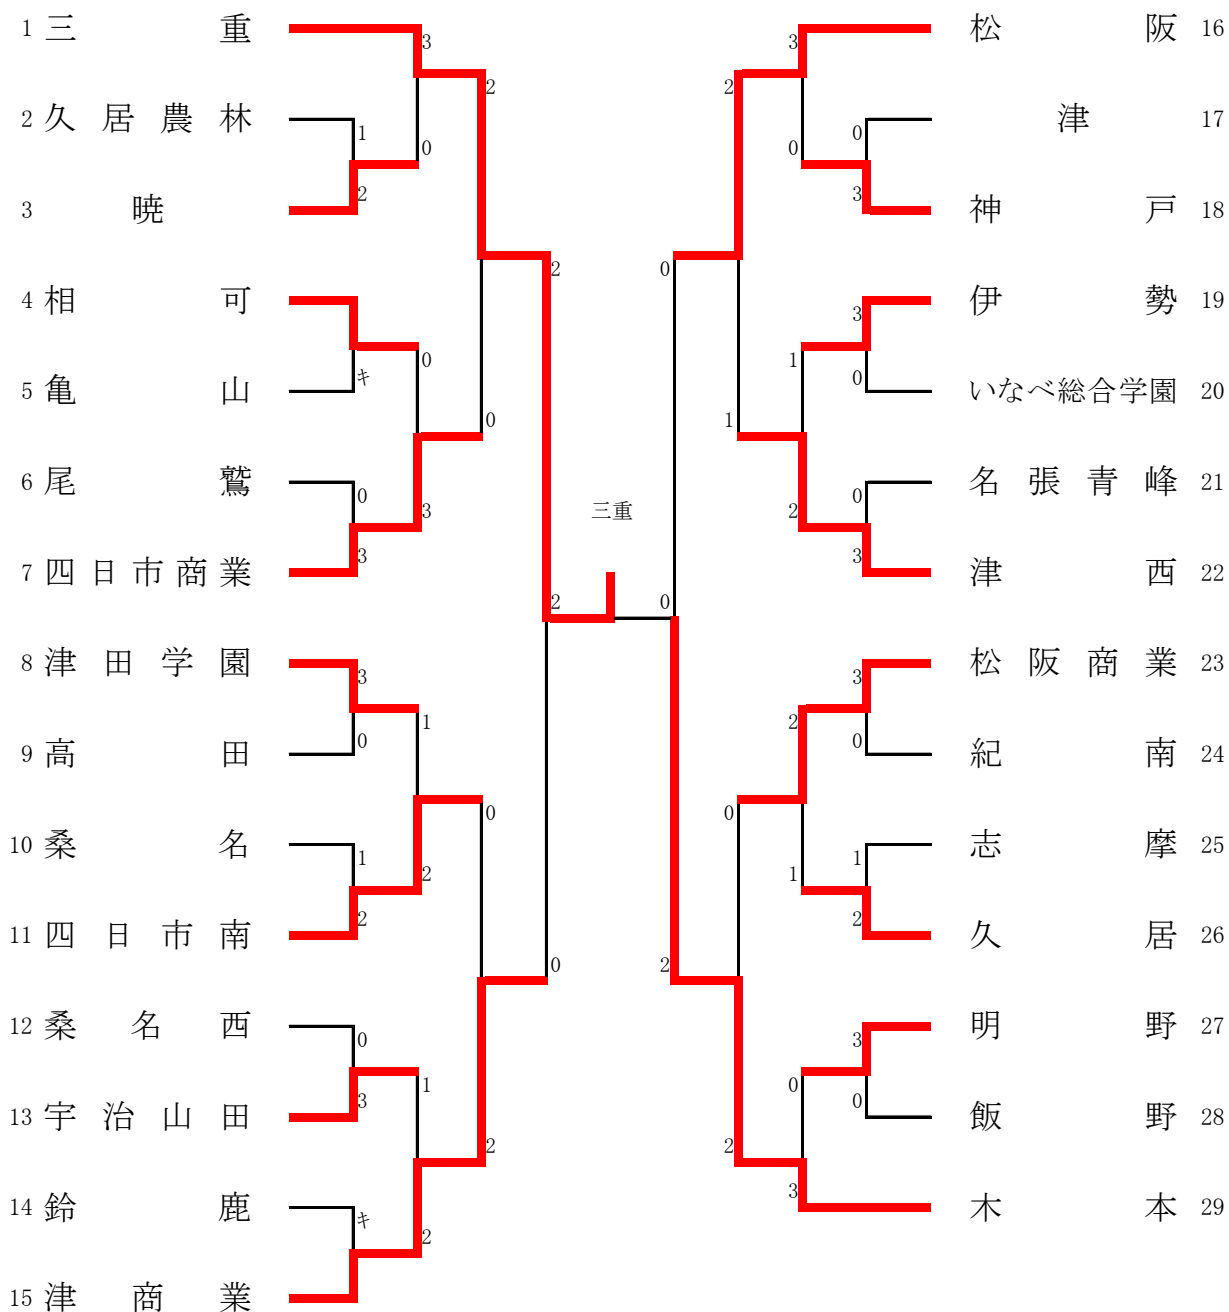 1 三重
2 久居農林
3 暁
4 相可
5 亀山
6 尾鷲
7 四日市商業
8 津田学園
9 高田
10 桑名
11 四日市南
12 桑名西
13 宇治山田
14 鈴鹿
15 津商業
3
1
2
0
2
キ
0
0
3
3
0
2
3
0
1
1
2
2
0
0
3
1
キ
2
2
0
2
0
三重
2
0
0
2
3
0
3
0
2
3
0
1
0
3
2
1
3
0
2
1
2
1
0
3
0
0
3
2
松阪 16
津 17
神戸 18
伊勢 19
いなべ総合学園 20
名張青峰 21
津西 22
松阪商業 23
紀南 24
志摩 25
久居 26
明野 27
飯野 28
木本 29